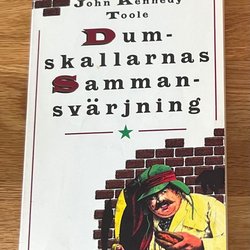 John Kennedy
Toole
Dum-
skallarnas
Samman-
svärjning